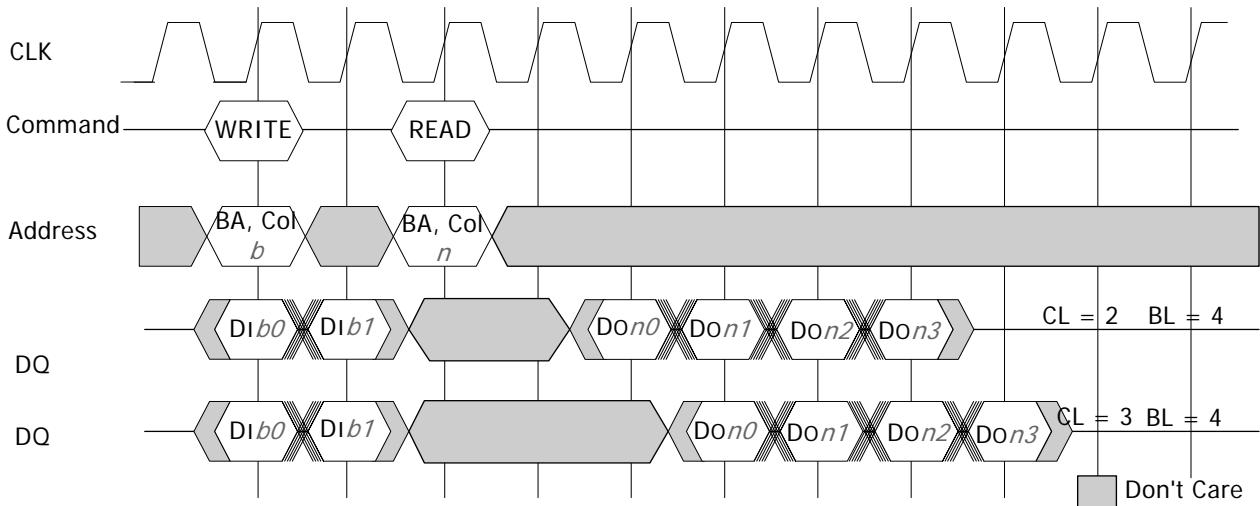 CLK
Command
WRITE
READ
Address
BA, Col
b
BA, Col
n
DQ
DIb0
DIb1
DOn0
DOn1
DOn2
DOn3
CL = 2 BL = 4
DQ
DIb0
DIb1
DOn0
DOn1
DOn2
DOn3
CL = 3 BL = 4
Don't Care